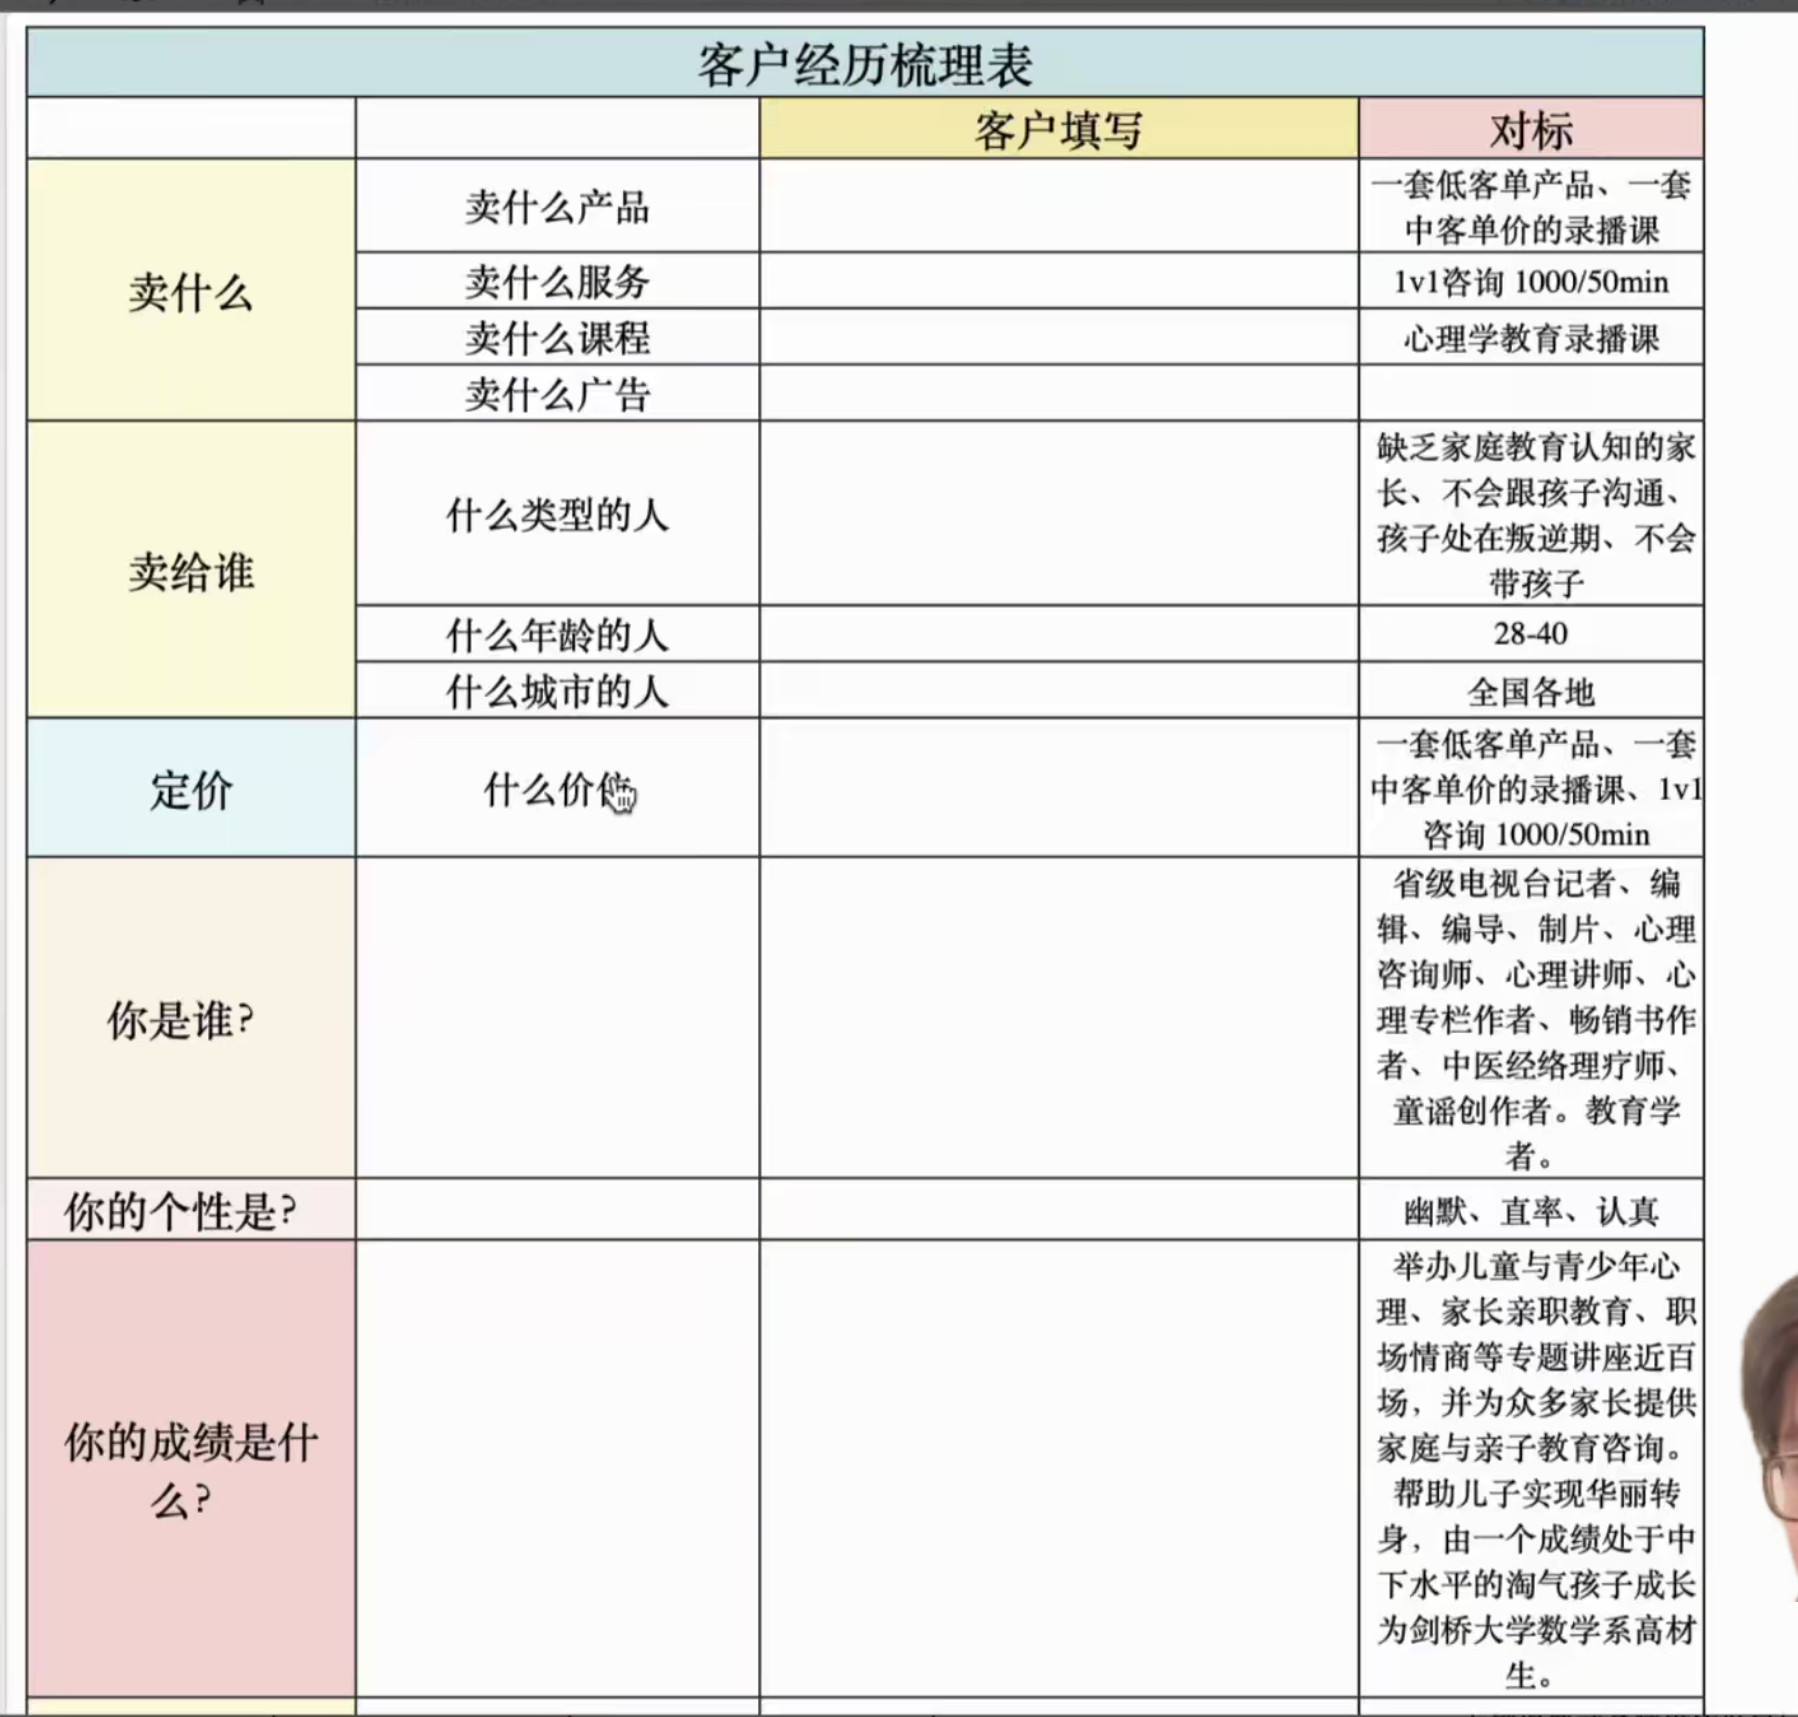 客户经历梳理表
客户填写
对标
卖什么
卖什么产品
一套低客单产品、一套
中客单价的录播课
卖什么服务
1v1咨询 1000/50min
卖什么课程
心理学教育录播课
卖什么广告
卖给谁
什么类型的人
缺乏家庭教育认知的家
长、不会跟孩子沟通、
孩子处在叛逆期、不会
带孩子
什么年龄的人
28-40
什么城市的人
全国各地
定价
什么价
一套低客单产品、一套
中客单价的录播课、1v1
咨询 1000/50min
你是谁?
省级电视台记者、编
辑、编导、制片、心理
咨询师、心理讲师、心
理专栏作者、畅销书作
者、中医经络理疗师、
童谣创作者。教育学
者。
你的个性是?
幽默、直率、认真
你的成绩是什
么?
举办儿童与青少年心
理、家长亲职教育、职
场情商等专题讲座近百
场，并为众多家长提供
家庭与亲子教育咨询。
帮助儿子实现华丽转
身，由一个成绩处于中
下水平的淘气孩子成长
为剑桥大学数学系高材
生。